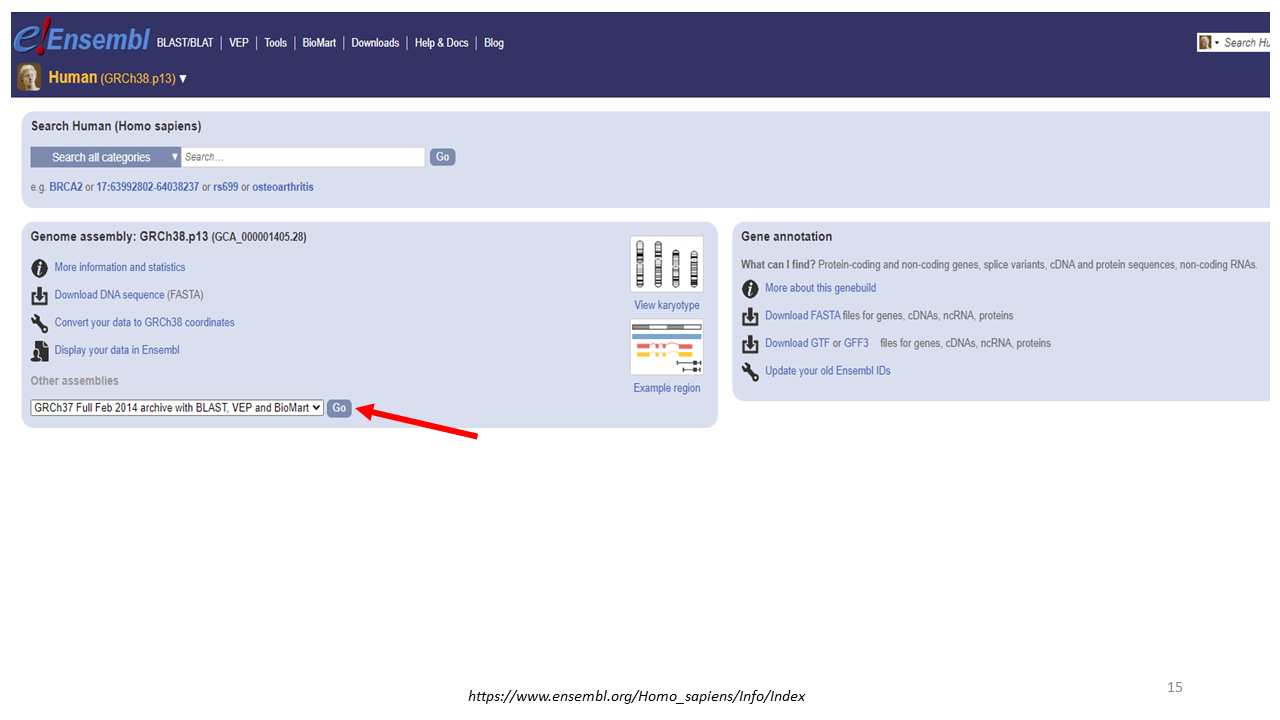 e!Ensembl BLAST/BLAT | VEP | Tools | BioMart | Downloads | Help & Docs | Blog
Search Hu
Human (GRCh38.p13) ▼
Search Human (Homo sapiens)
Search all categories ▼ Search… Go
e.g. BRCA2 or 17:63992802-64038237 or rs699 or osteoarthritis
Genome assembly: GRCh38.p13 (GCA_000001405.28)
More information and statistics
Download DNA sequence (FASTA)
Convert your data to GRCh38 coordinates
Display your data in Ensembl
Other assemblies
GRCh37 Full Feb 2014 archive with BLAST, VEP and BioMart Go
View karyotype
Example region
Gene annotation
What can I find? Protein-coding and non-coding genes, splice variants, cDNA and protein sequences, non-coding RNAs.
More about this genebuild
Download FASTA files for genes, cDNAs, ncRNA, proteins
Download GTF or GFF3 files for genes, cDNAs, ncRNA, proteins
Update your old Ensembl IDs
https://www.ensembl.org/Homo_sapiens/Info/Index
15